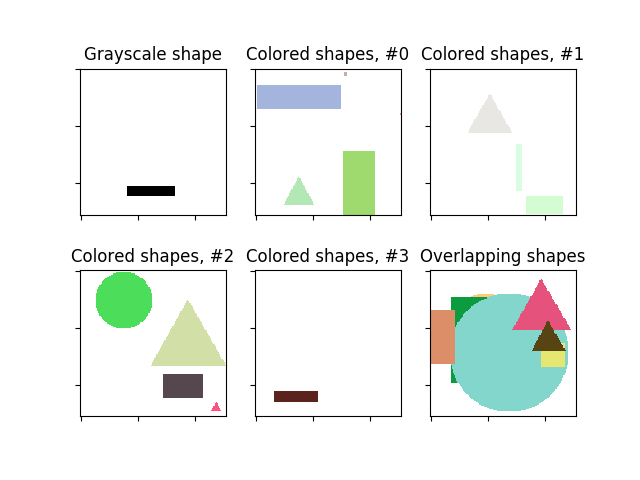 Grayscale shape
Colored shapes, #0
Colored shapes, #1
Colored shapes, #2
Colored shapes, #3
Overlapping shapes